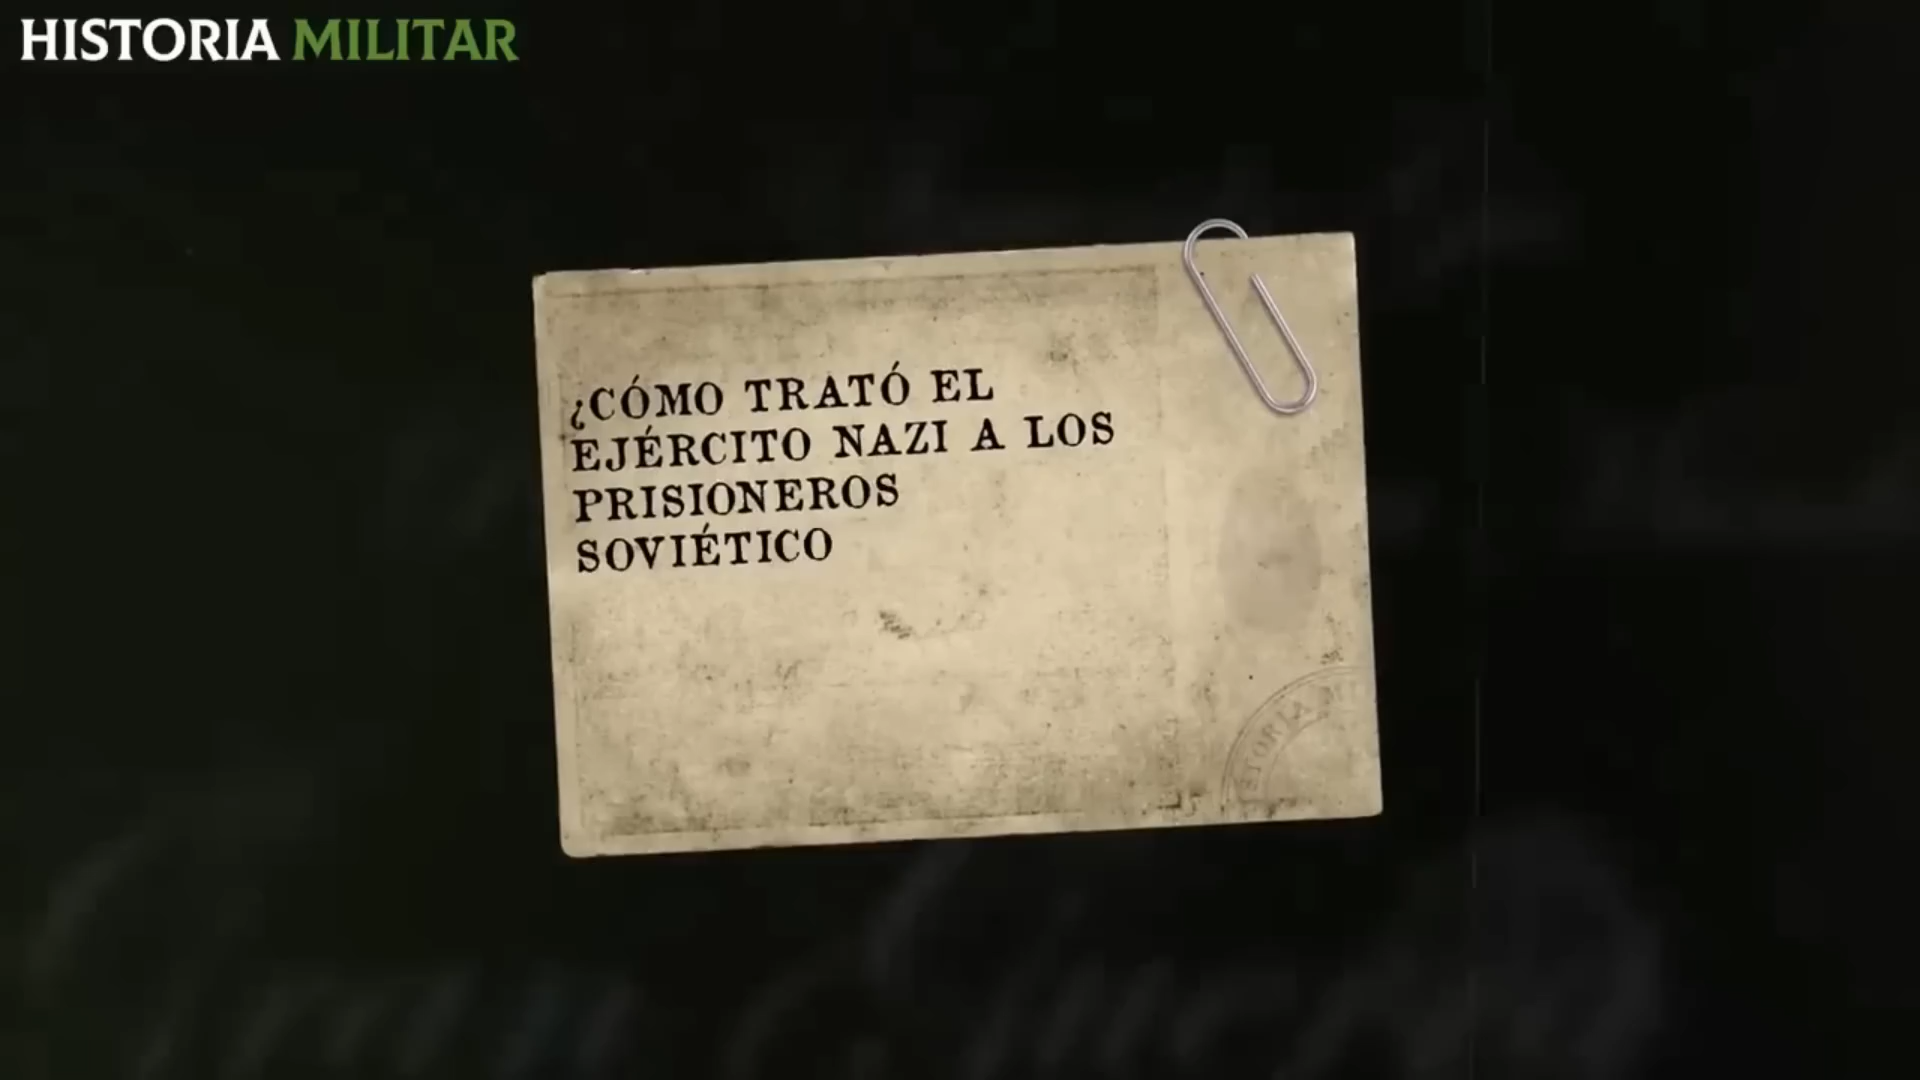 HISTORIA MILITAR
¿CÓMO TRATÓ EL
EJÉRCITO NAZI A LOS
PRISIONEROS
SOVIÉTICO